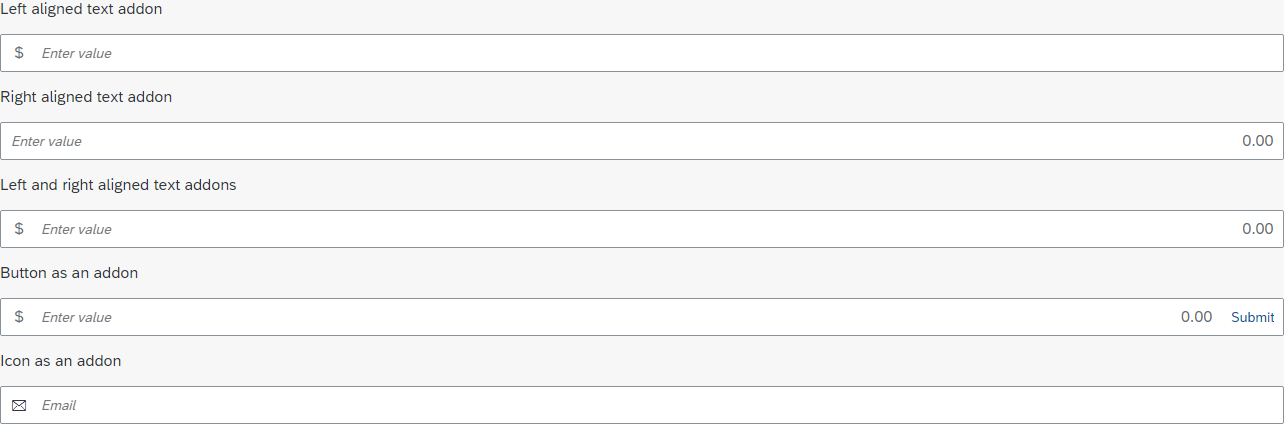 Left aligned text addon
$ Enter value
Right aligned text addon
Enter value 0.00
Left and right aligned text addons
$ Enter value 0.00
Button as an addon
$ Enter value 0.00 Submit
Icon as an addon
Email